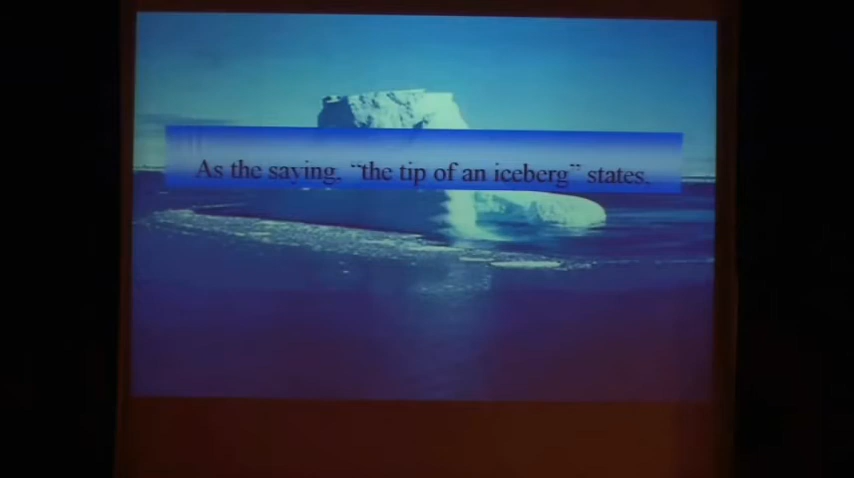 As the saying, “the tip of an iceberg” states,